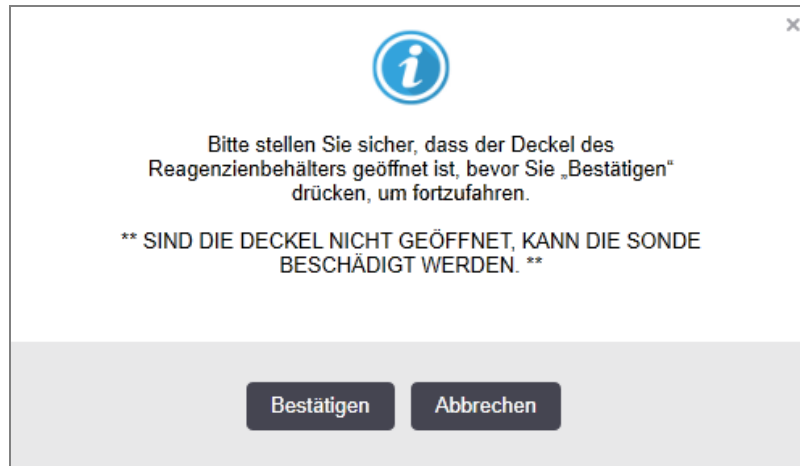 Bitte stellen Sie sicher, dass der Deckel des
Reagenzienbehälters geöffnet ist, bevor Sie „Bestätigen“
drücken, um fortzufahren.
** SIND DIE DECKEL NICHT GEÖFFNET, KANN DIE SONDE
BESCHÄDIGT WERDEN. **
Bestätigen Abbrechen